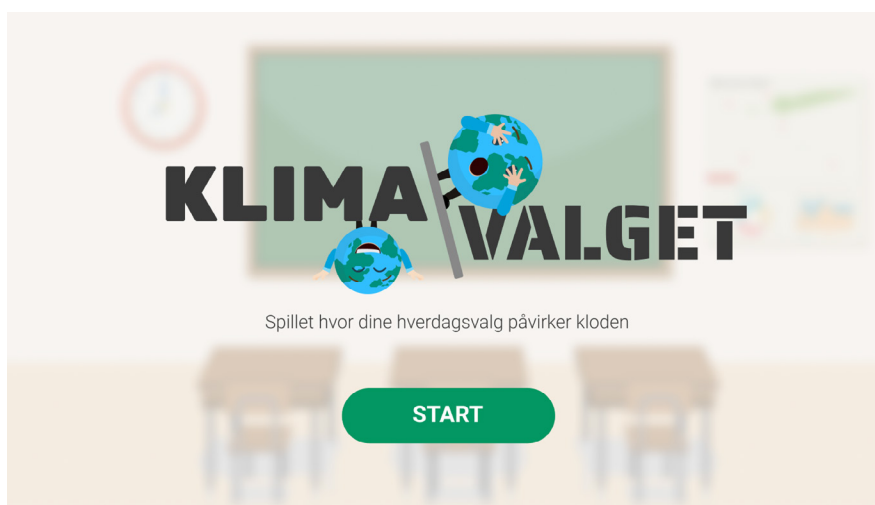 KLIMA
VALGET
Spillet hvor dine hverdagsvalg påvirker kloden
START